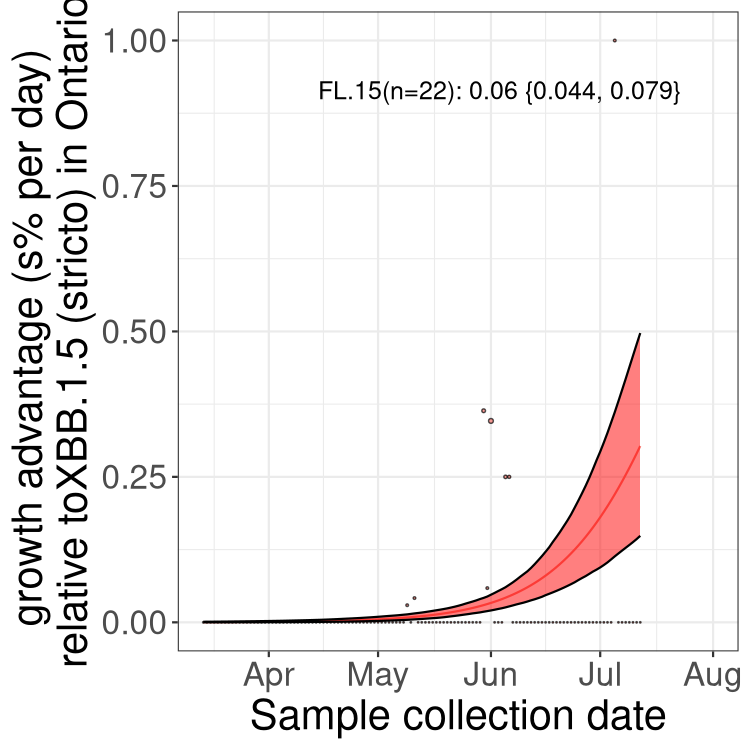 growth advantage (s% per day)
relative toXBB.1.5 (stricto) in Ontario
1.00
0.75
0.50
0.25
0.00
FL.15(n=22): 0.06 {0.044, 0.079}
Apr May Jun Jul Aug
Sample collection date